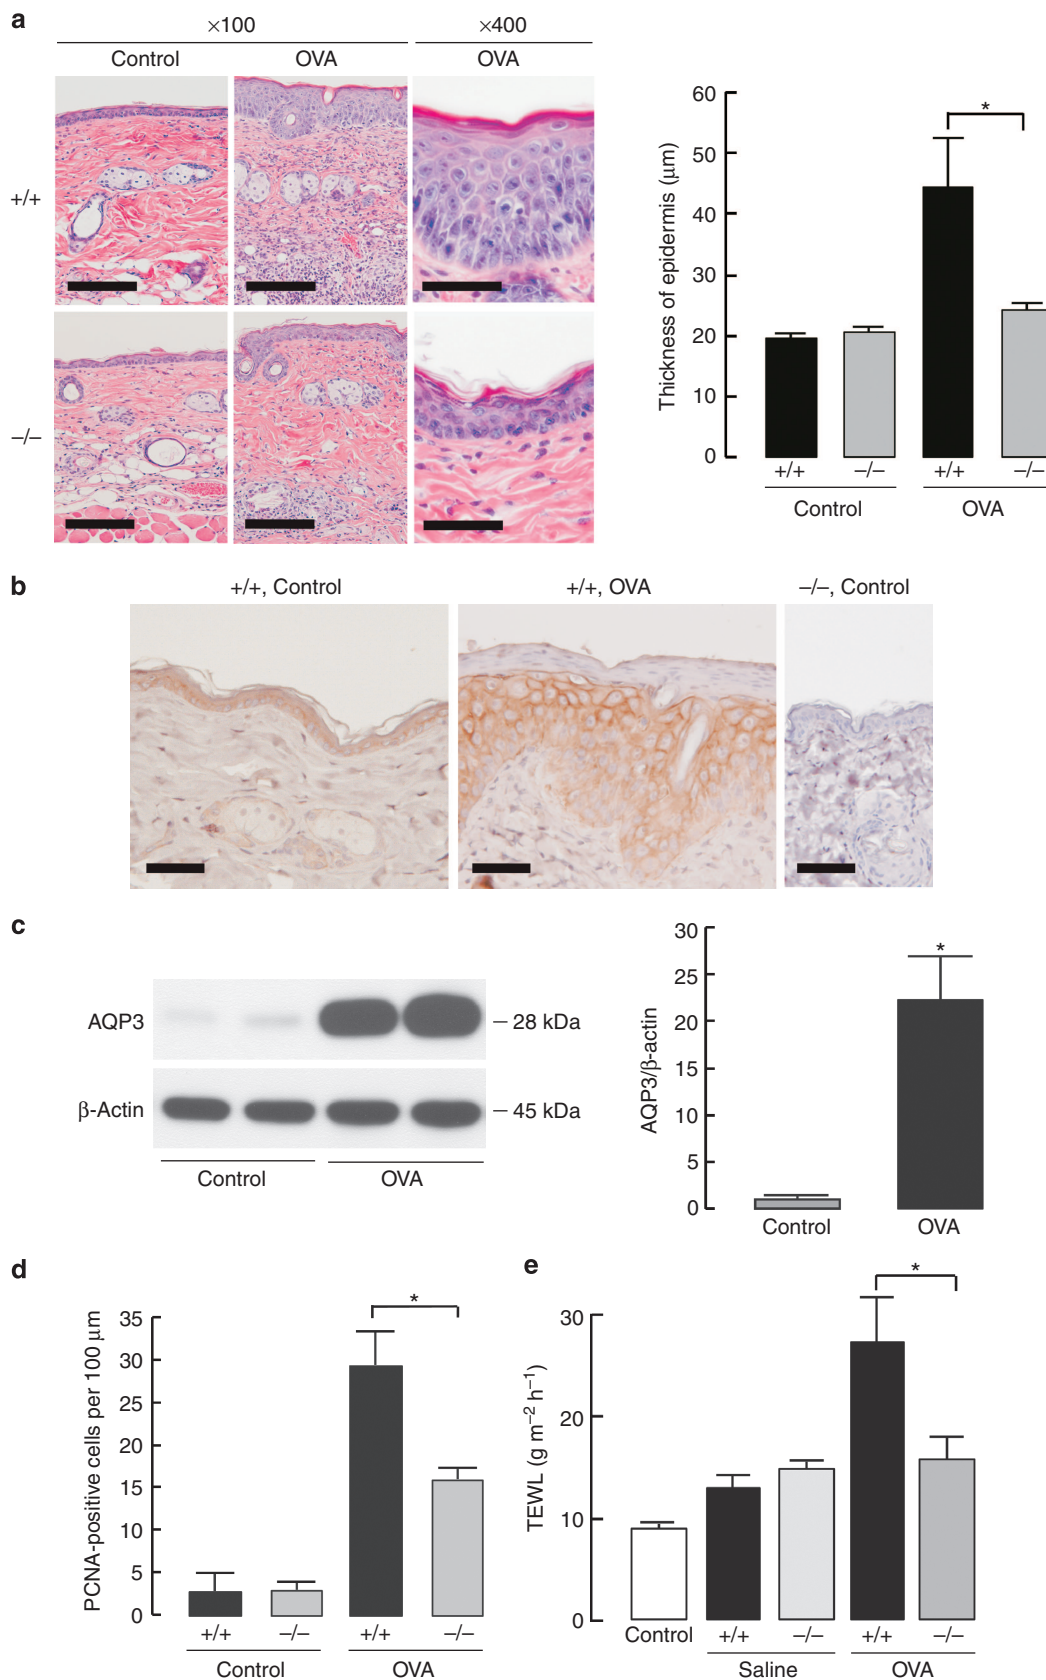 a
×100 ×400
Control OVA OVA
+/+
–/–
Thickness of epidermis (μm)
60
50
40
30
20
10
0
*
+/+ –/– +/+ –/–
Control OVA
b
+/+, Control +/+, OVA –/–, Control
c
AQP3 – 28 kDa
β-Actin – 45 kDa
Control OVA
AQP3/β-actin
30
25
20
15
10
5
0
*
Control OVA
d
PCNA-positive cells per 100 μm
35
30
25
20
15
10
5
0
*
+/+ –/– +/+ –/–
Control OVA
e
TEWL (g m⁻² h⁻¹)
30
20
10
0
*
Control +/+ –/– +/+ –/–
Saline OVA